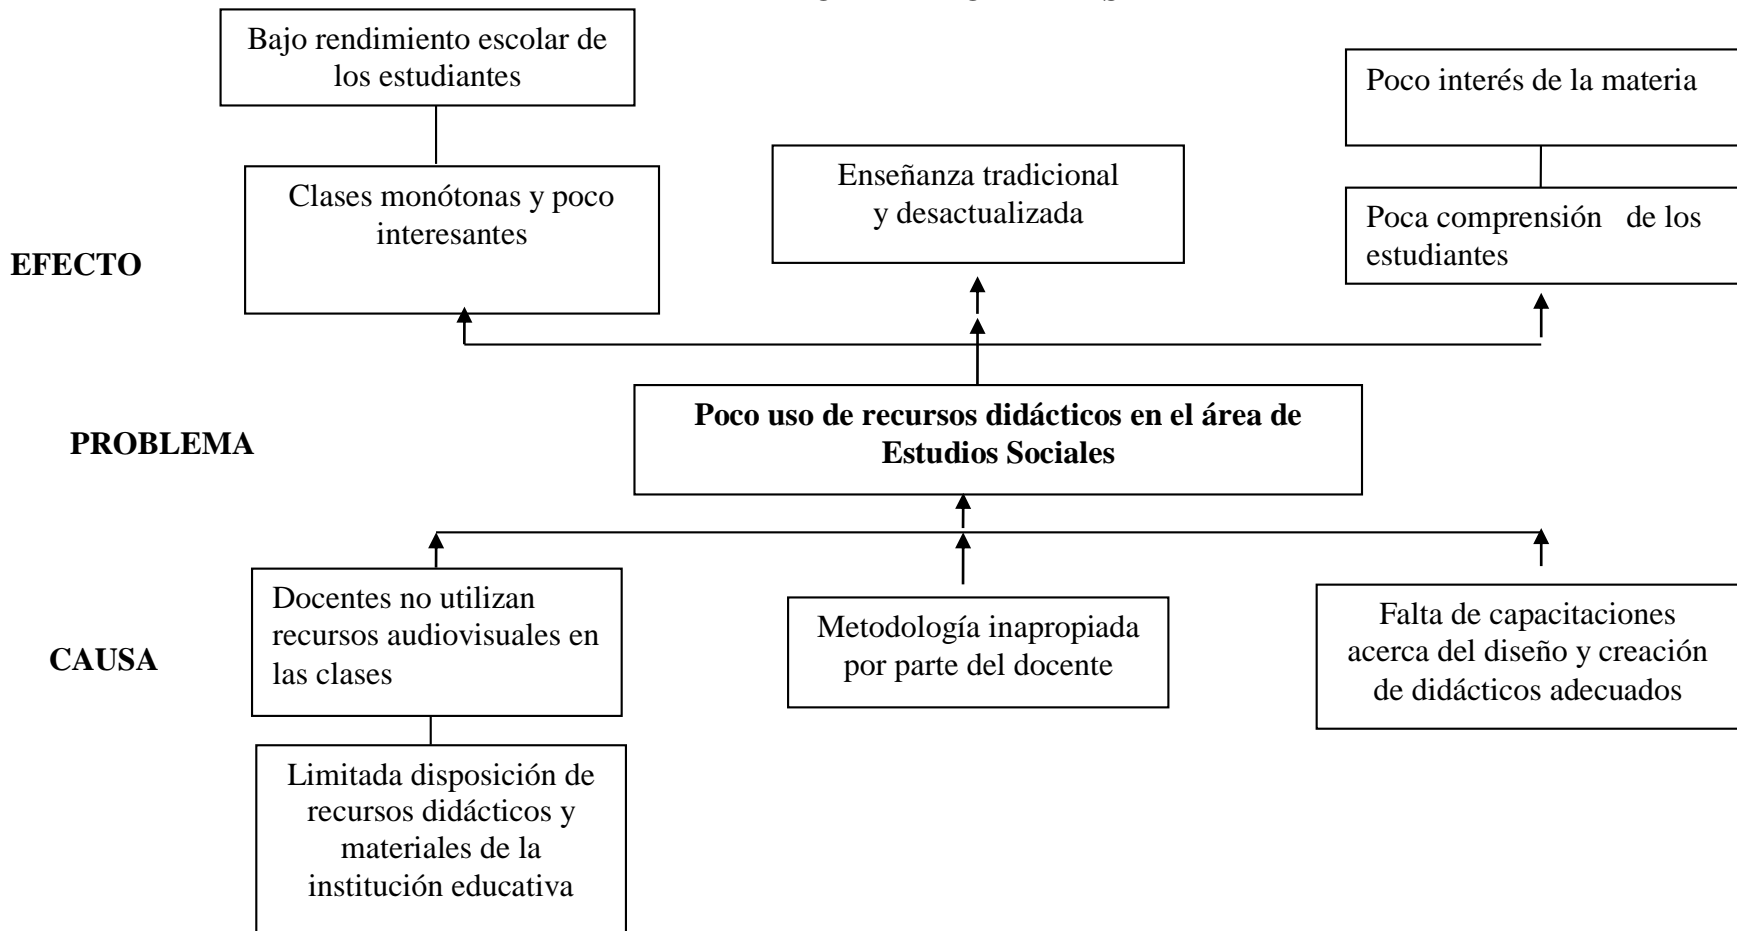 Bajo rendimiento escolar de
los estudiantes
Poco interés de la materia
Clases monótonas y poco
interesantes
Enseñanza tradicional
y desactualizada
Poca comprensión de los
estudiantes
EFECTO
PROBLEMA
Poco uso de recursos didácticos en el área de
Estudios Sociales
CAUSA
Docentes no utilizan
recursos audiovisuales en
las clases
Metodología inapropiada
por parte del docente
Falta de capacitaciones
acerca del diseño y creación
de didácticos adecuados
Limitada disposición de
recursos didácticos y
materiales de la
institución educativa